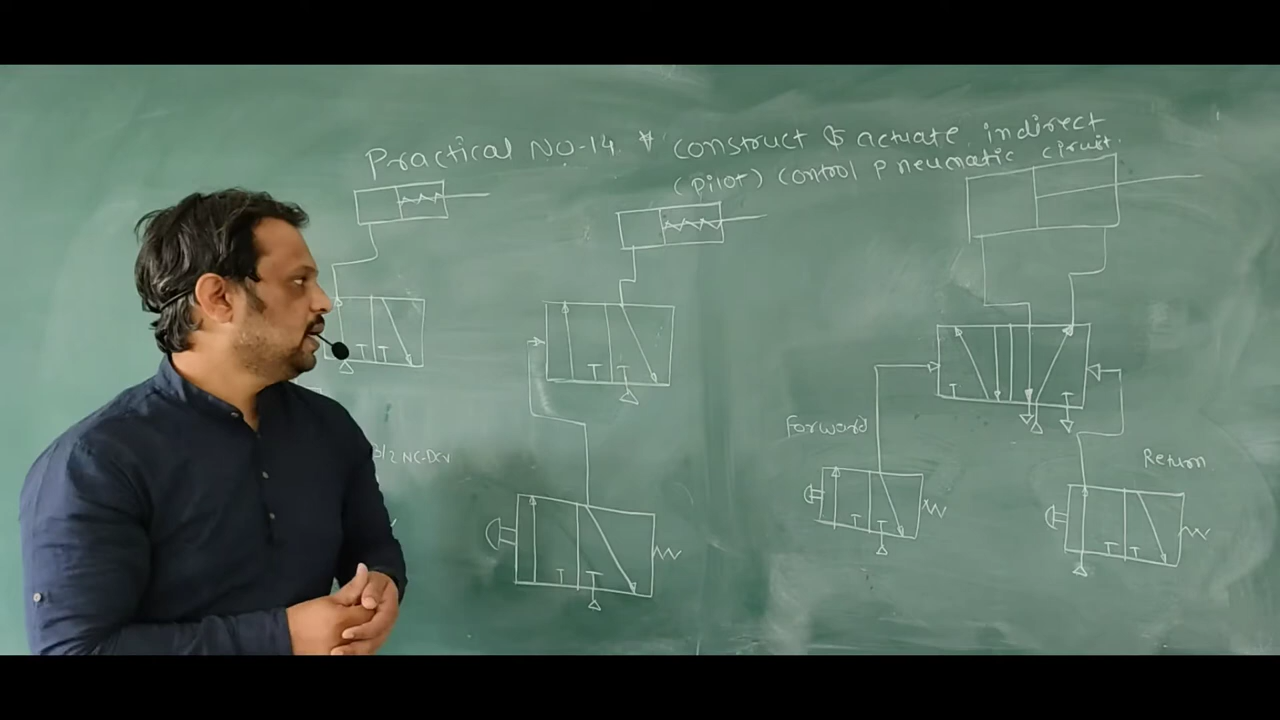 Practical NO-14 * construct & actuate indirect
(pilot) control pneumatic circuit.
forward
3/2 NC-DCV
Return